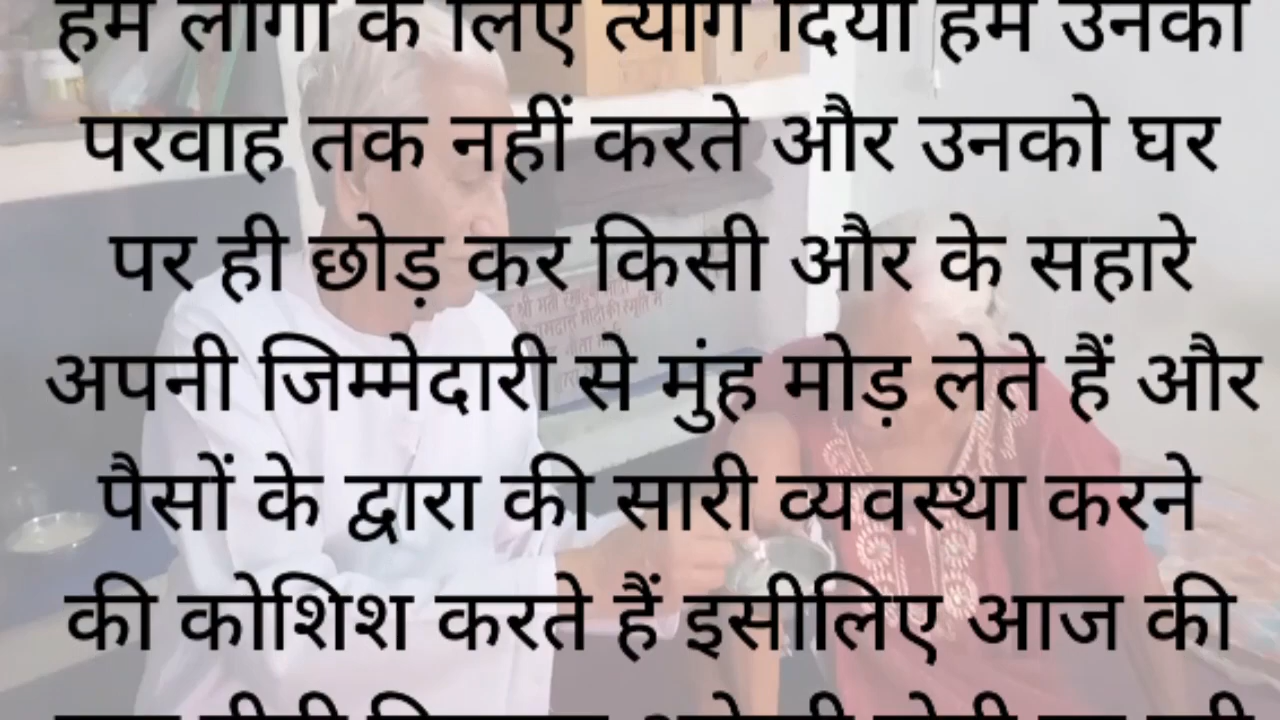 हम लोगों के लिए त्याग दिया हम उनकी
परवाह तक नहीं करते और उनको घर
पर ही छोड़ कर किसी और के सहारे
अपनी जिम्मेदारी से मुंह मोड़ लेते हैं और
पैसों के द्वारा की सारी व्यवस्था करने
की कोशिश करते हैं इसीलिए आज की